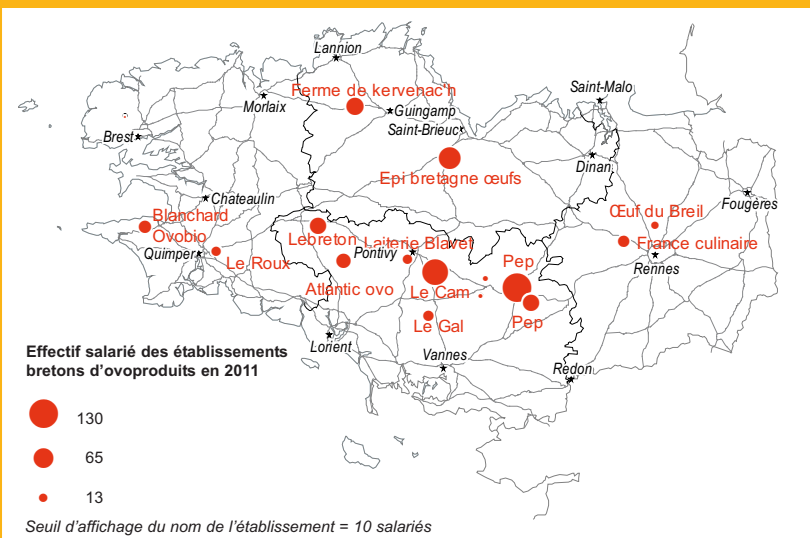 Lannion
Ferme de kervenac'h
Saint-Malo
Morlaix
Guingamp
Saint-Brieuc
Brest
Dinan
Epi bretagne œufs
Chateaulin
Fougères
Blanchard
Ovobio
Œuf du Breil
Lebreton
Laiterie Blavet
France culinaire
Quimper
Pontivy
Pep
Le Roux
Rennes
Atlantic ovo
Le Cam
Le Gal
Pep
Lorient
Vannes
Redon
Effectif salarié des établissements
bretons d'ovoproduits en 2011
130
65
13
Seuil d'affichage du nom de l'établissement = 10 salariés